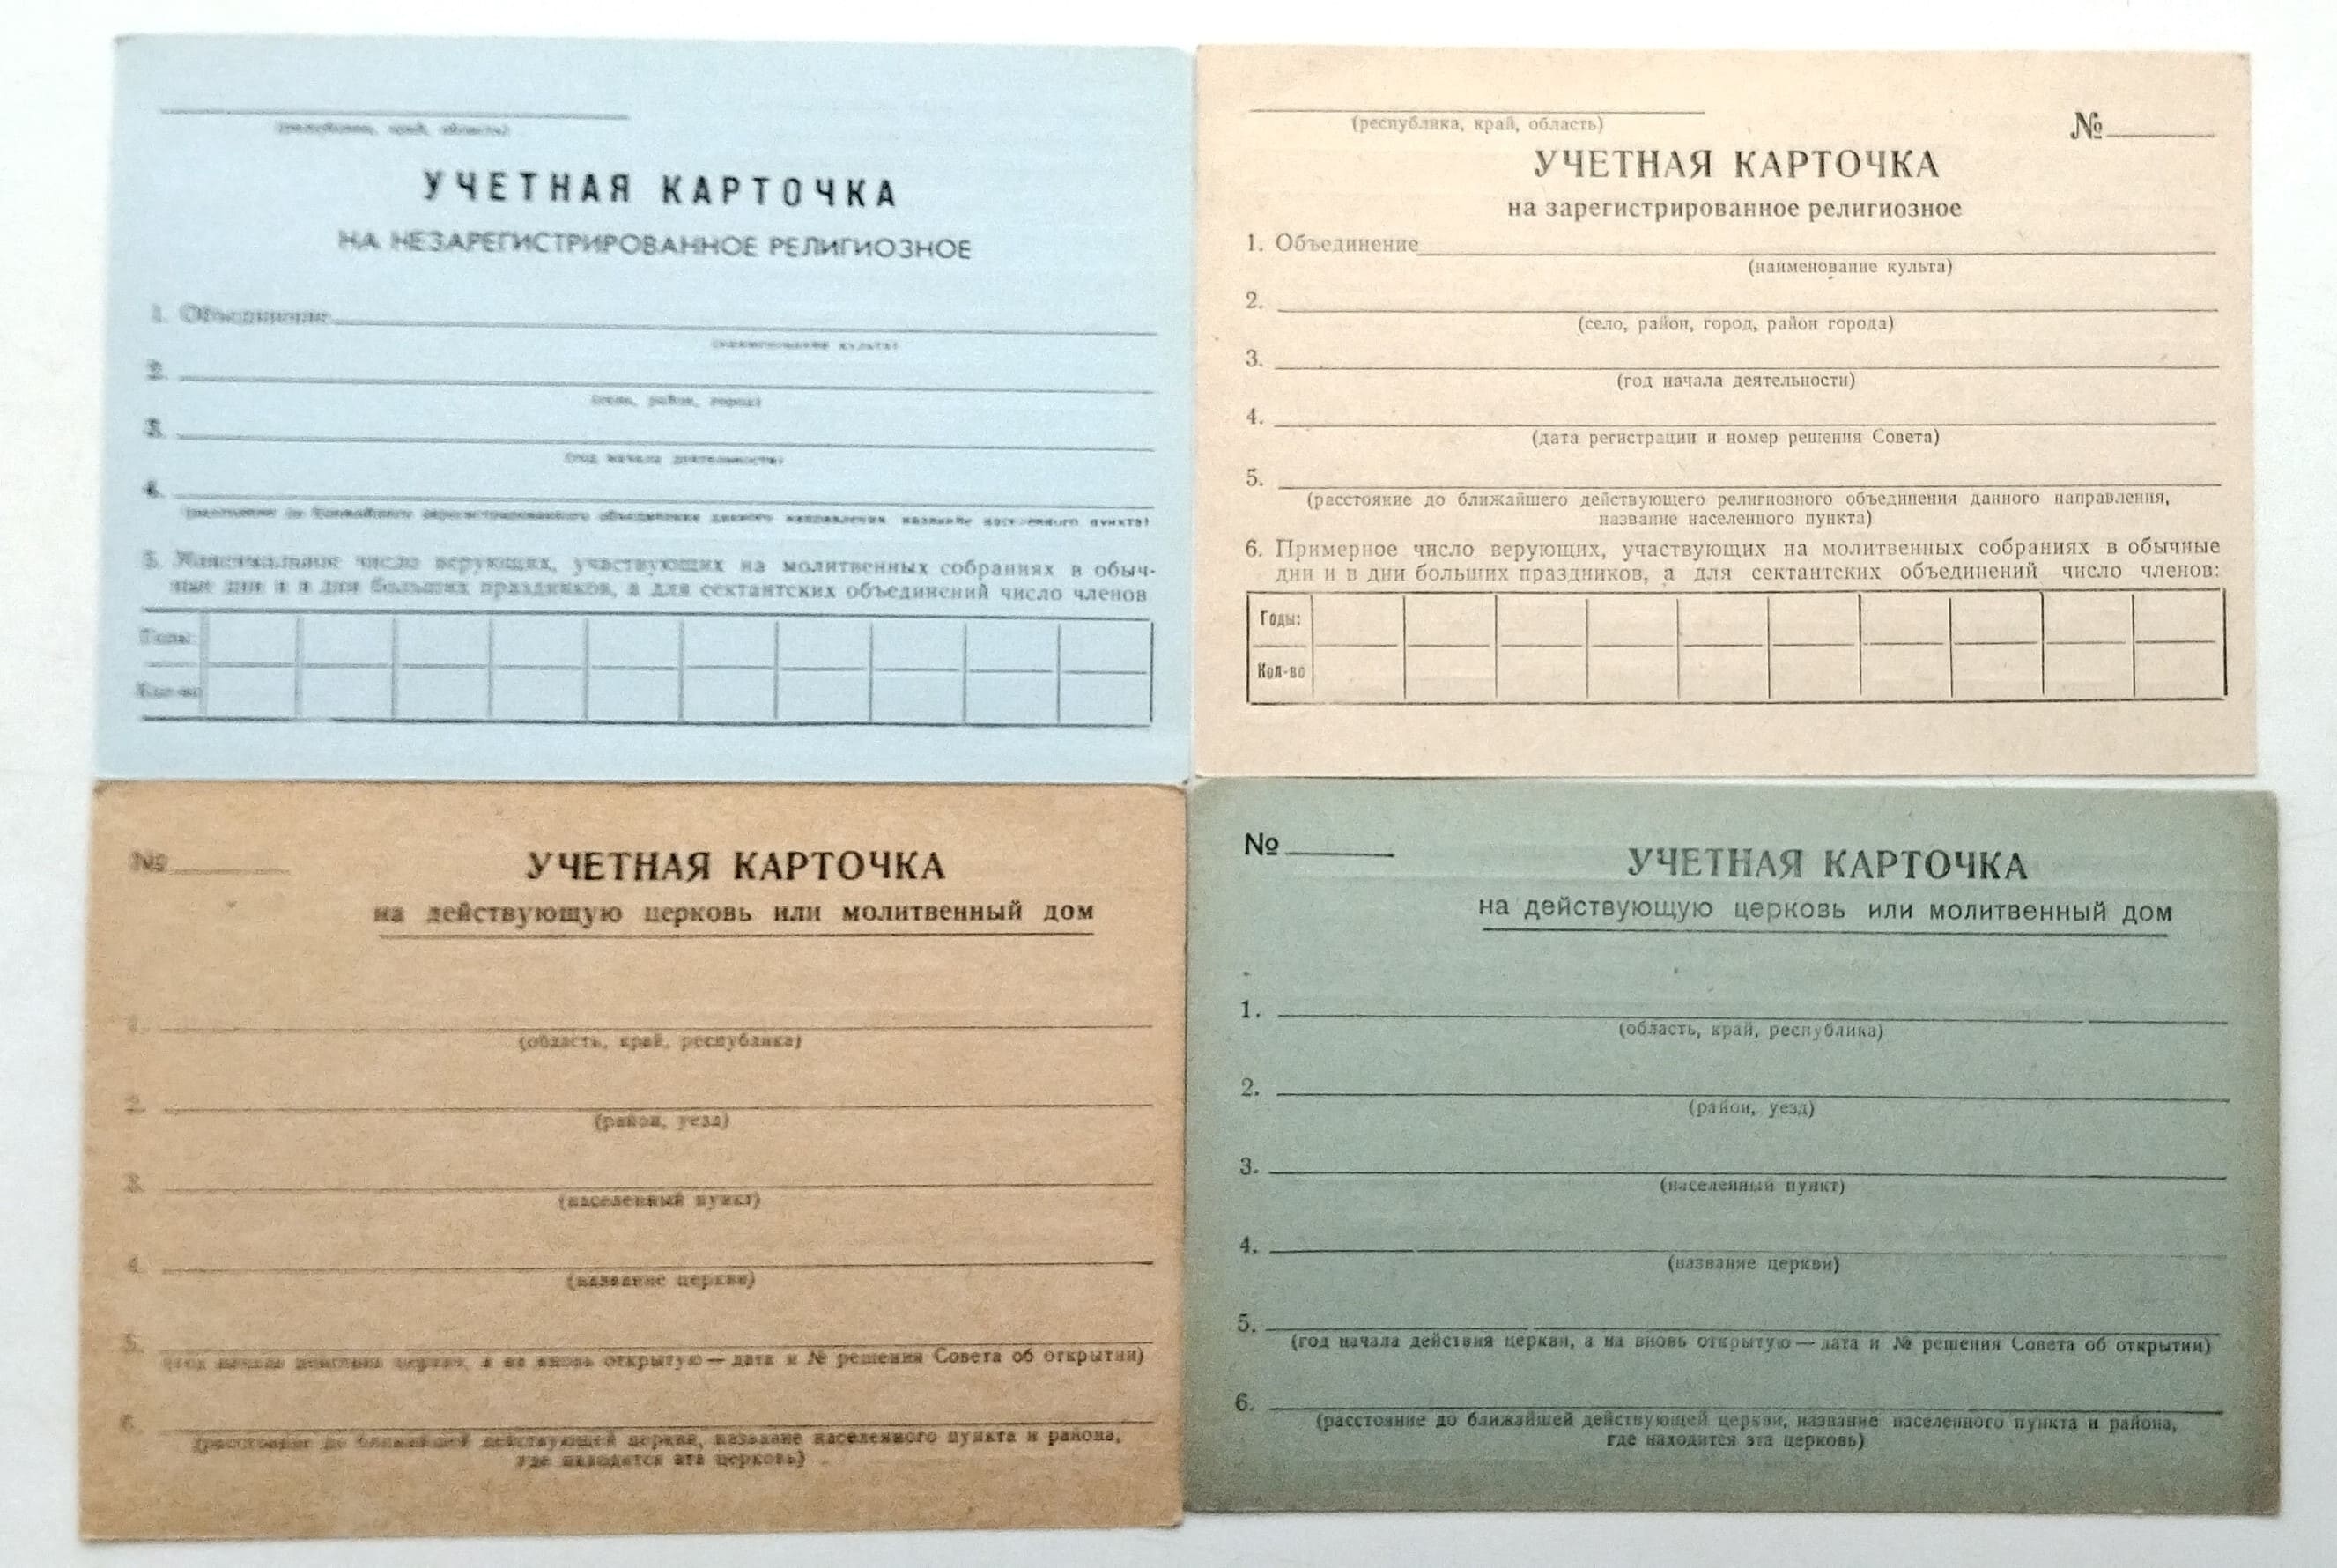 (республика, край, область)
УЧЕТНАЯ КАРТОЧКА
НА НЕЗАРЕГИСТРИРОВАННОЕ РЕЛИГИОЗНОЕ
1. Объединение
(наименование культа)
2.
(село, район, город)
3.
(год начала деятельности)
4.
(расстояние до ближайшего зарегистрированного объединения данного направления название населенного пункта)
5. Максимальное число верующих, участвующих на молитвенных собраниях в обыч-
ные дни и в дни больших праздников, а для сектантских объединений число членов
Годы:
Кол-во
(республика, край, область)
№
УЧЕТНАЯ КАРТОЧКА
на зарегистрированное религиозное
1. Объединение
(наименование культа)
2.
(село, район, город, район города)
3.
(год начала деятельности)
4.
(дата регистрации и номер решения Совета)
5.
(расстояние до ближайшего действующего религиозного объединения данного направления,
название населенного пункта)
6. Примерное число верующих, участвующих на молитвенных собраниях в обычные
дни и в дни больших праздников, а для сектантских объединений число членов:
Годы:
Кол-во
№
УЧЕТНАЯ КАРТОЧКА
на действующую церковь или молитвенный дом
1.
(область, край, республика)
2.
(район, уезд)
3.
(населенный пункт)
4.
(название церкви)
5.
(год начала действия церкви, а на вновь открытую — дата и № решения Совета об открытии)
6.
(расстояние до ближайшей действующей церкви, название населенного пункта и района,
где находится эта церковь)
№
УЧЕТНАЯ КАРТОЧКА
на действующую церковь или молитвенный дом
1.
(область, край, республика)
2.
(район, уезд)
3.
(населенный пункт)
4.
(название церкви)
5.
(год начала действия церкви, а на вновь открытую — дата и № решения Совета об открытии)
6.
(расстояние до ближайшей действующей церкви, название населенного пункта и района,
где находится эта церковь)